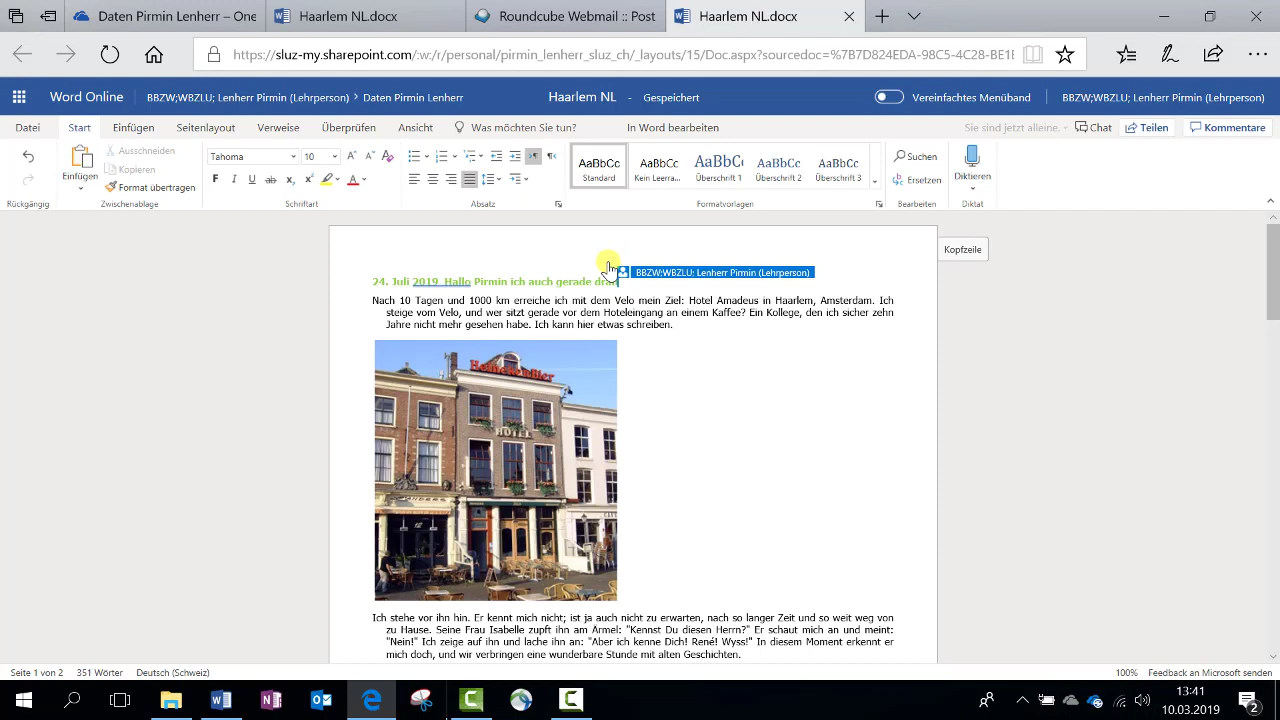 Daten Pirmin Lenherr – One
Haarlem NL.docx
Roundcube Webmail :: Post
Haarlem NL.docx
https://sluz-my.sharepoint.com/:w:/r/personal/pirmin_lenherr_sluz_ch/_layouts/15/Doc.aspx?sourcedoc=%7B7D824EDA-98C5-4C28-BE1E
Word Online
BBZW;WBZLU; Lenherr Pirmin (Lehrperson) > Daten Pirmin Lenherr
Haarlem NL - Gespeichert
Vereinfachtes Menüband
BBZW;WBZLU; Lenherr Pirmin (Lehrperson)
Datei Start Einfügen Seitenlayout Verweise Überprüfen Ansicht Was möchten Sie tun? In Word bearbeiten Sie sind jetzt alleine. Chat Teilen Kommentare
Einfügen
Ausschneiden
Kopieren
Format übertragen
Tahoma 10
F K U ab x₂ x²
AaBbCc AaBbCc AaBbCc AaBbCc AaBbCc
Standard Kein Leerra... Überschrift 1 Überschrift 2 Überschrift 3
Suchen
Ersetzen
Diktieren
Rückgängig Zwischenablage Schriftart Absatz Formatvorlagen Bearbeiten Diktat
Kopfzeile
BBZW;WBZLU; Lenherr Pirmin (Lehrperson)
24. Juli 2019 Hallo Pirmin ich auch gerade dran
Nach 10 Tagen und 1000 km erreiche ich mit dem Velo mein Ziel: Hotel Amadeus in Haarlem, Amsterdam. Ich
steige vom Velo, und wer sitzt gerade vor dem Hoteleingang an einem Kaffee? Ein Kollege, den ich sicher zehn
Jahre nicht mehr gesehen habe. Ich kann hier etwas schreiben.
Heineken Bier
HOTEL
Ich stehe vor ihn hin. Er kennt mich nicht; ist ja auch nicht zu erwarten, nach so langer Zeit und so weit weg von
zu Hause. Seine Frau Isabelle zupft ihn am Ärmel: "Kennst Du diesen Herrn?" Er schaut mich an und meint:
"Nein!" Ich zeige auf ihn und lache ihn an: "Aber ich kenne Dich! René! Wyss!" In diesem Moment erkennt er
mich doch, und wir verbringen eine wunderbare Stunde mit alten Geschichten.
Seite 1 von 2 351 Wörter Deutsch (Schweiz)
100% Feedback an Microsoft senden
13:41
10.03.2019
2